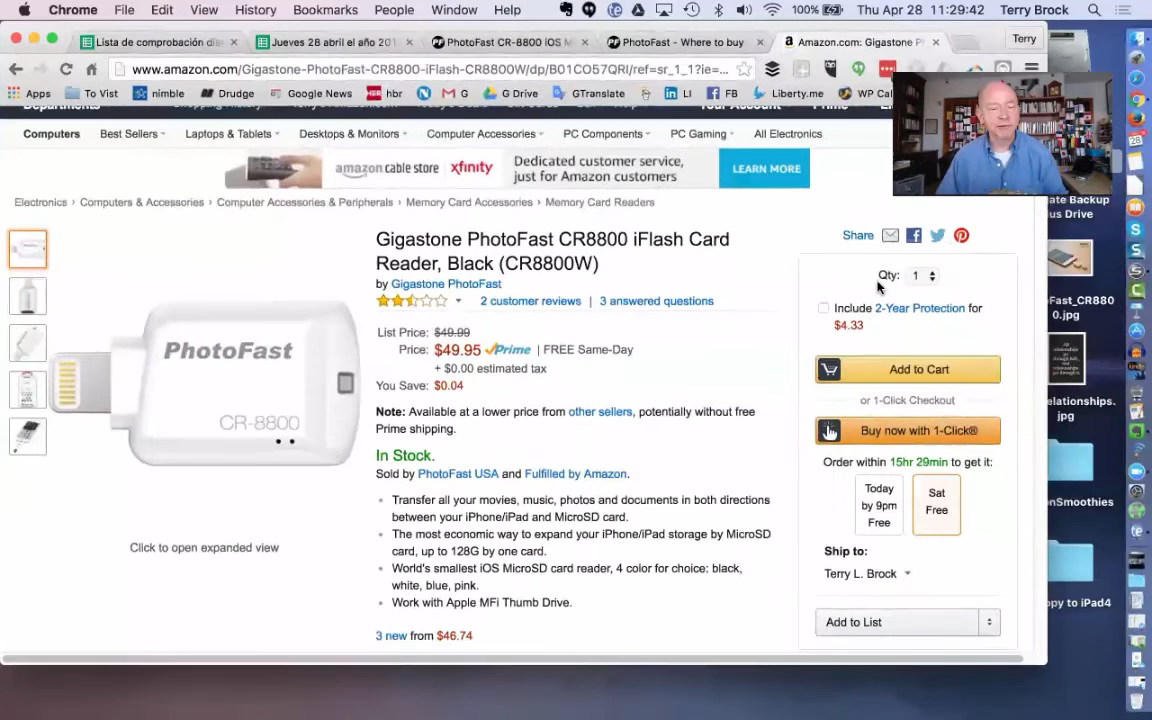 Chrome File Edit View History Bookmarks People Window Help 100% Thu Apr 28 11:29:42 Terry Brock
Lista de comprobación di
Jueves 28 abril el año 201
PhotoFast CR-8800 iOS M
PhotoFast - Where to buy
Amazon.com: Gigastone P
Terry
www.amazon.com/Gigastone-PhotoFast-CR8800-iFlash-CR8800W/dp/B01CO57QRI/ref=sr_1_1?ie=...
Apps To Vist nimble Drudge Google News hbr G G Drive GTranslate LI FB Liberty.me WP Cal
Departments
Computers Best Sellers Laptops & Tablets Desktops & Monitors Computer Accessories PC Components PC Gaming All Electronics
amazon cable store xfinity
Dedicated customer service,
just for Amazon customers
LEARN MORE
Electronics › Computers & Accessories › Computer Accessories & Peripherals › Memory Card Accessories › Memory Card Readers
Gigastone PhotoFast CR8800 iFlash Card
Reader, Black (CR8800W)
by Gigastone PhotoFast
2 customer reviews | 3 answered questions
List Price: $49.99
Price: $49.95 Prime | FREE Same-Day
+ $0.00 estimated tax
You Save: $0.04
Note: Available at a lower price from other sellers, potentially without free
Prime shipping.
In Stock.
Sold by PhotoFast USA and Fulfilled by Amazon.
• Transfer all your movies, music, photos and documents in both directions
between your iPhone/iPad and MicroSD card.
• The most economic way to expand your iPhone/iPad storage by MicroSD
card, up to 128G by one card.
• World's smallest iOS MicroSD card reader, 4 color for choice: black,
white, blue, pink.
• Work with Apple MFi Thumb Drive.
3 new from $46.74
PhotoFast
CR-8800
Click to open expanded view
Share
Qty: 1
Include 2-Year Protection for
$4.33
Add to Cart
or 1-Click Checkout
Buy now with 1-Click®
Order within 15hr 29min to get it:
Today
by 9pm
Free
Sat
Free
Ship to:
Terry L. Brock
Add to List
ate Backup
us Drive
Fast_CR880
0.jpg
elationships.
jpg
onSmoothies
opy to iPad4